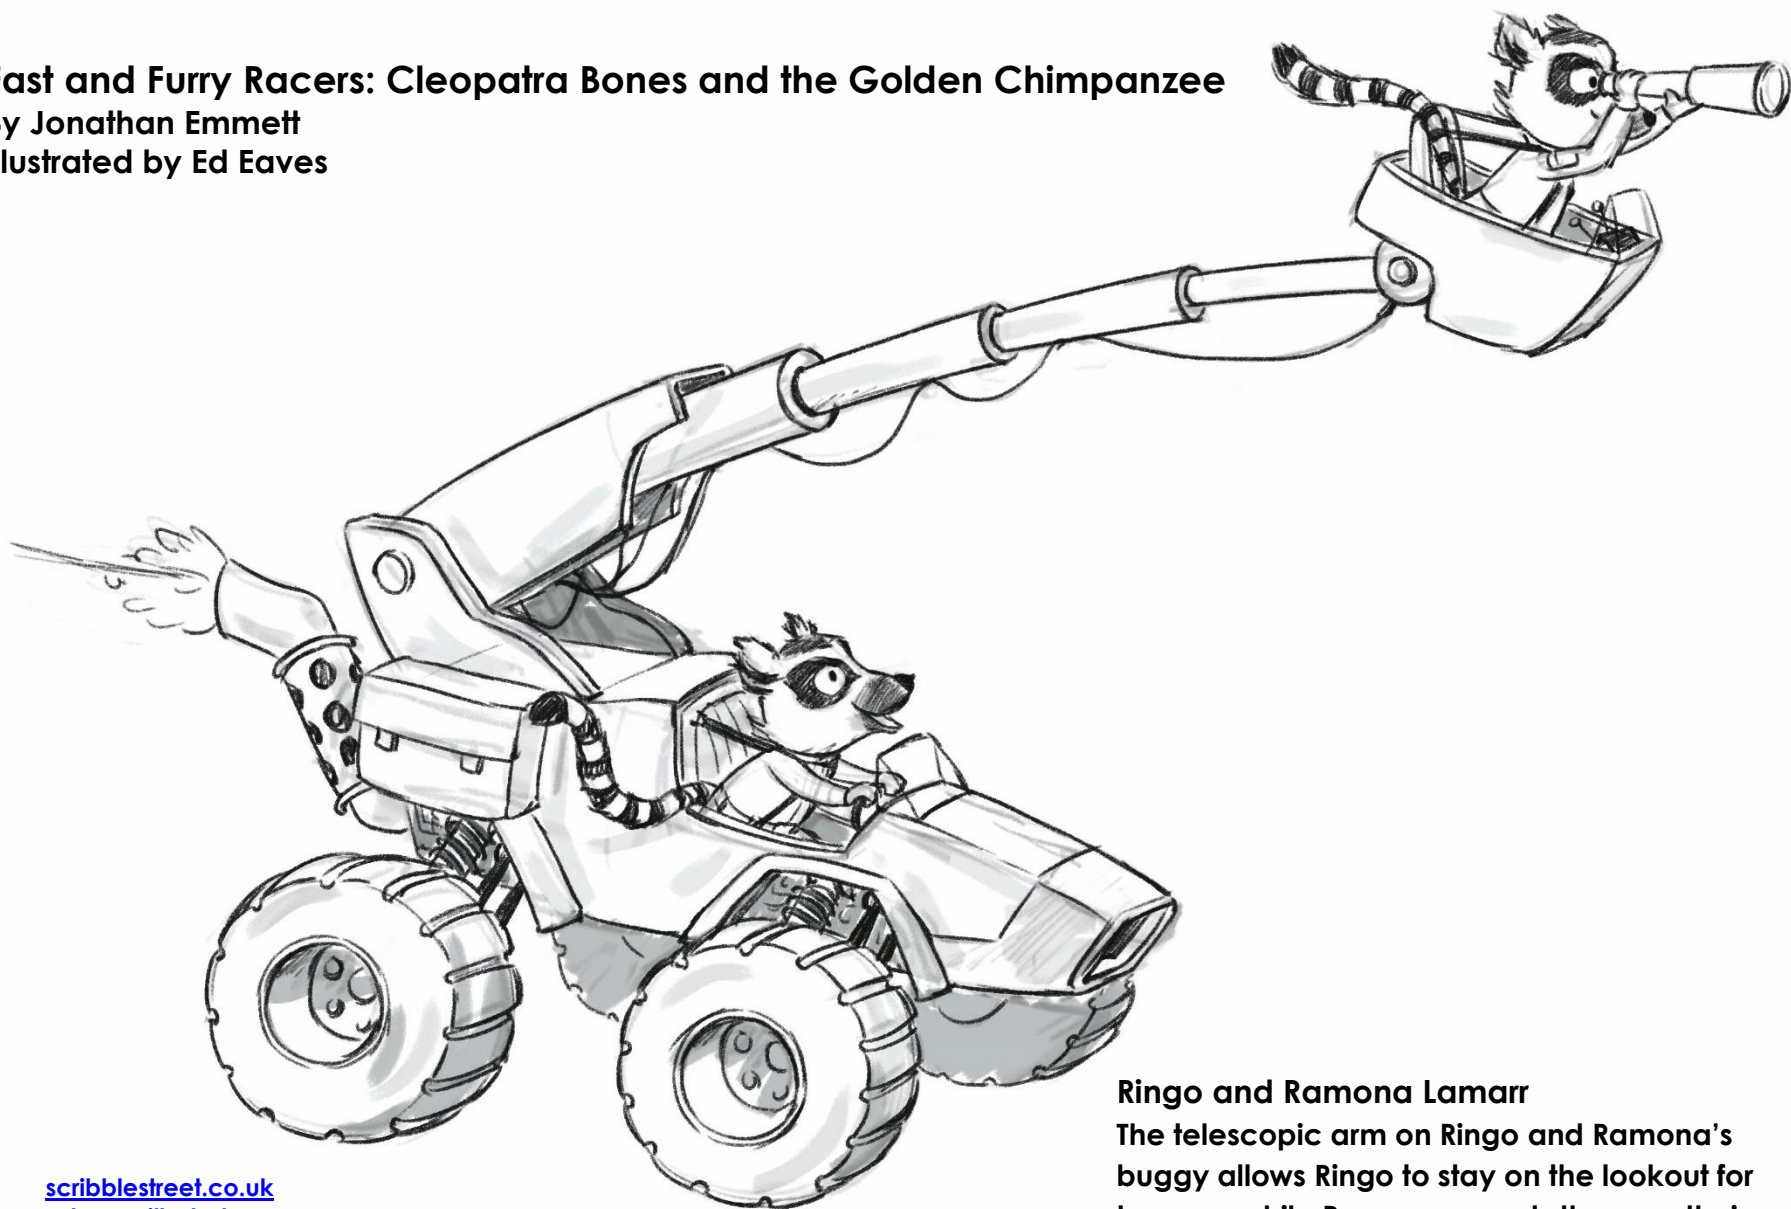 ast and Furry Racers: Cleopatra Bones and the Golden Chimpanzee
y Jonathan Emmett
lustrated by Ed Eaves
Ringo and Ramona Lamarr
The telescopic arm on Ringo and Ramona's
buggy allows Ringo to stay on the lookout for
scribblestreet.co.uk